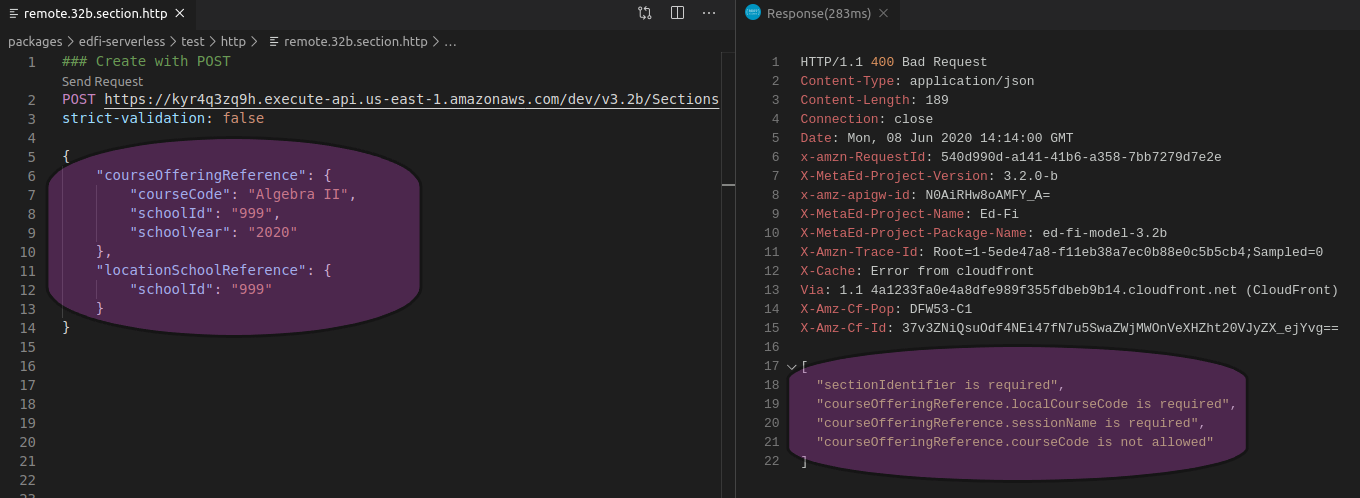 remote.32b.section.http ×
packages > edfi-serverless > test > http > remote.32b.section.http > ...
1 ### Create with POST
Send Request
2 POST https://kyr4q3zq9h.execute-api.us-east-1.amazonaws.com/dev/v3.2b/Sections
3 strict-validation: false
4
5 {
6 "courseOfferingReference": {
7 "courseCode": "Algebra II",
8 "schoolId": "999",
9 "schoolYear": "2020"
10 },
11 "locationSchoolReference": {
12 "schoolId": "999"
13 }
14 }
15
16
17
18
19
20
21
22
23
Response(283ms) ×
1 HTTP/1.1 400 Bad Request
2 Content-Type: application/json
3 Content-Length: 189
4 Connection: close
5 Date: Mon, 08 Jun 2020 14:14:00 GMT
6 x-amzn-RequestId: 540d990d-a141-41b6-a358-7bb7279d7e2e
7 X-MetaEd-Project-Version: 3.2.0-b
8 x-amz-apigw-id: N0AiRHw8oAMFY_A=
9 X-MetaEd-Project-Name: Ed-Fi
10 X-MetaEd-Project-Package-Name: ed-fi-model-3.2b
11 X-Amzn-Trace-Id: Root=1-5ede47a8-f11eb38a7ec0b88e0c5b5cb4;Sampled=0
12 X-Cache: Error from cloudfront
13 Via: 1.1 4a1233fa0e4a8dfe989f355fdbeb9b14.cloudfront.net (CloudFront)
14 X-Amz-Cf-Pop: DFW53-C1
15 X-Amz-Cf-Id: 37v3ZNiQsuOdf4NEi47fN7u5SwaZWjMWOnVeXHZht20VJyZX_ejYvg==
16
17 [
18 "sectionIdentifier is required",
19 "courseOfferingReference.localCourseCode is required",
20 "courseOfferingReference.sessionName is required",
21 "courseOfferingReference.courseCode is not allowed"
22 ]